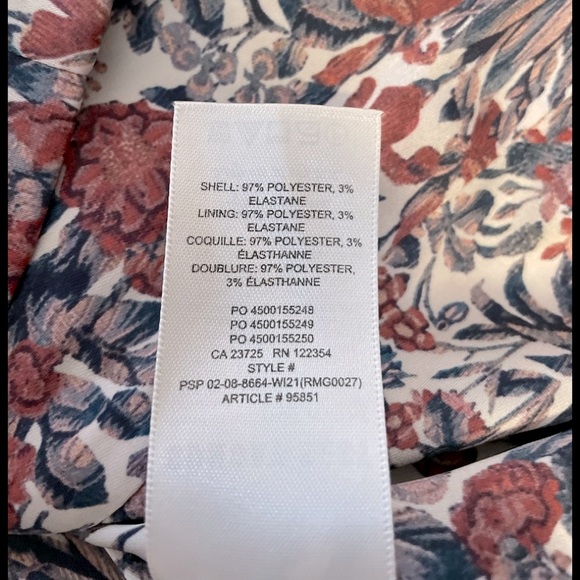 SHELL: 97% POLYESTER, 3%
ELASTANE
LINING: 97% POLYESTER, 3%
ELASTANE
COQUILLE: 97% POLYESTER, 3%
ÉLASTHANNE
DOUBLURE: 97% POLYESTER,
3% ÉLASTHANNE
PO 4500155248
PO 4500155249
PO 4500155250
CA 23725 RN 122354
STYLE #
PSP 02-08-8664-WI21(RMG0027)
ARTICLE # 95851